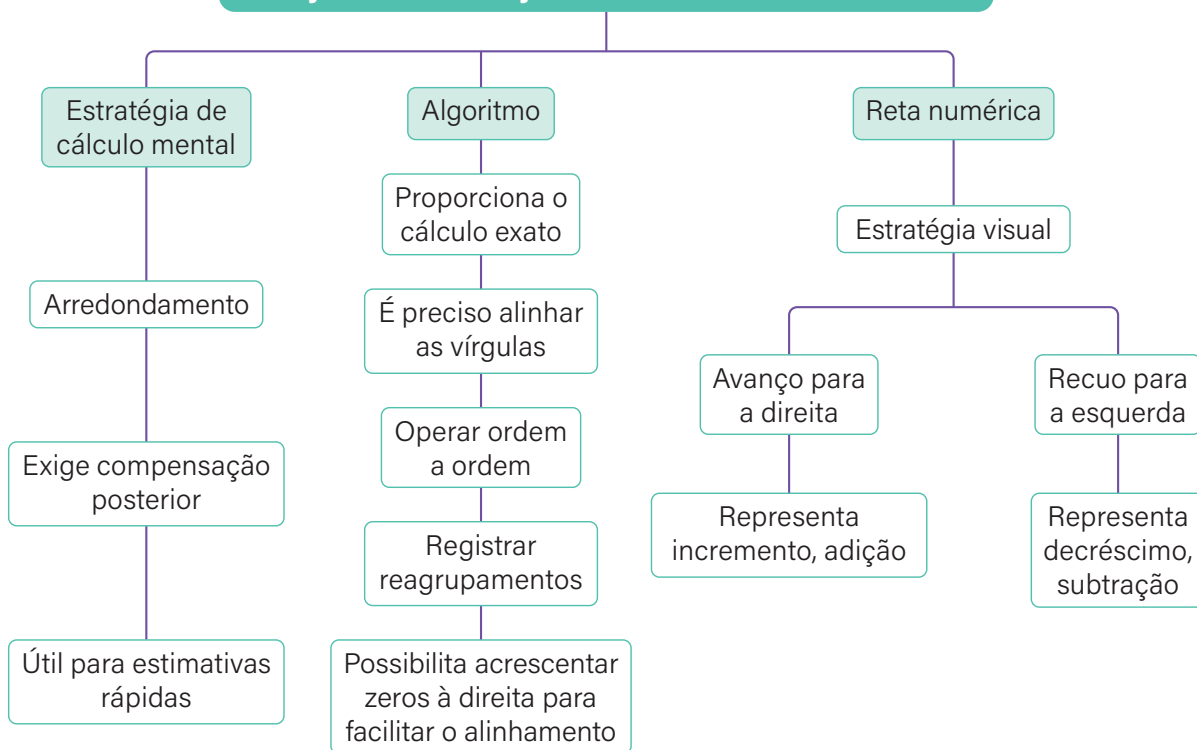 Estratégia de
cálculo mental
Arredondamento
Exige compensação
posterior
Útil para estimativas
rápidas
Algoritmo
Proporciona o
cálculo exato
É preciso alinhar
as vírgulas
Operar ordem
a ordem
Registrar
reagrupamentos
Possibilita acrescentar
zeros à direita para
facilitar o alinhamento
Reta numérica
Estratégia visual
Avanço para
a direita
Representa
incremento, adição
Recuo para
a esquerda
Representa
decréscimo,
subtração